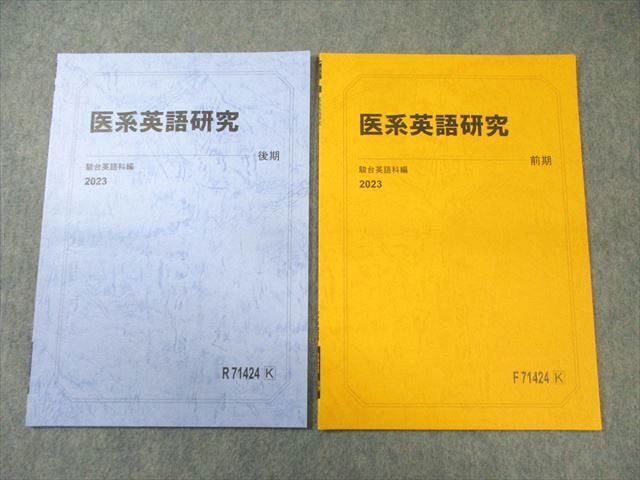 医系英語研究
後期
駿台英語科編
2023
R71424 K
医系英語研究
前期
駿台英語科編
2023
F71424 K